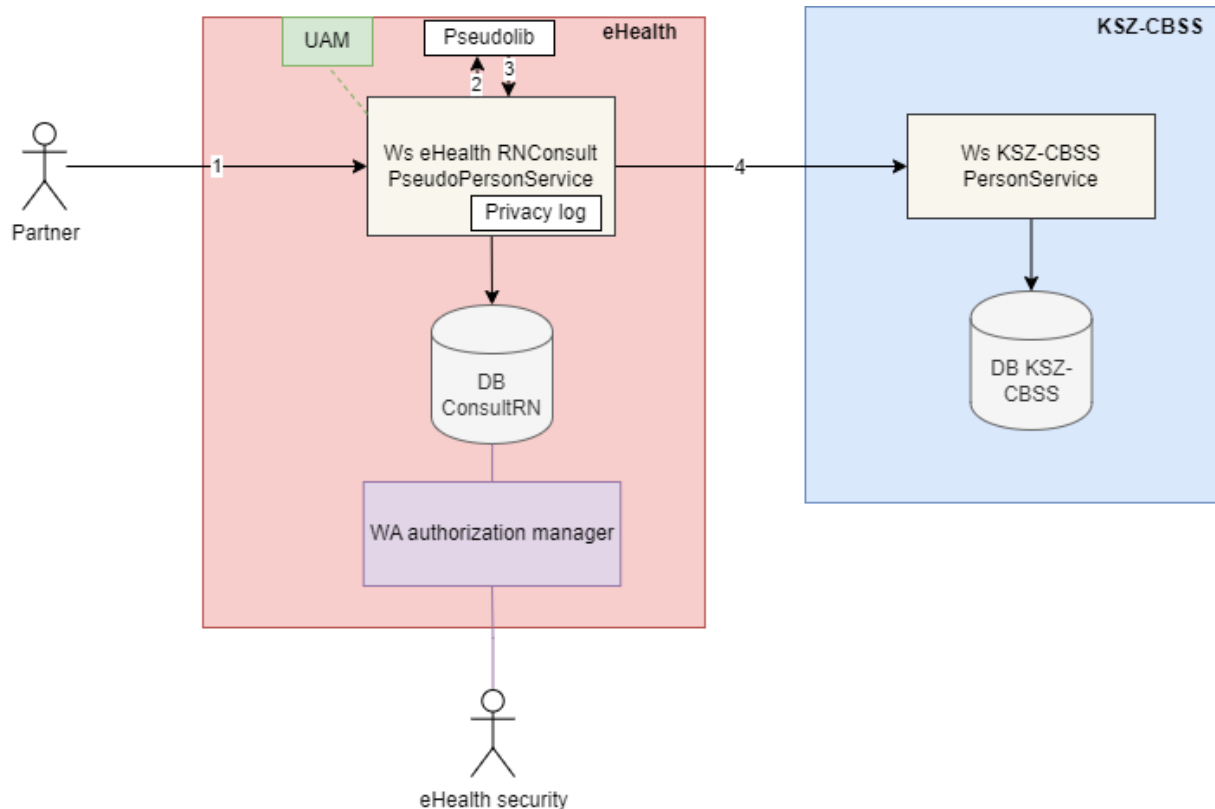 eHealth
KSZ-CBSS
UAM
Pseudolib
2
3
Partner
1
Ws eHealth RNConsult
PseudoPersonService
Privacy log
4
Ws KSZ-CBSS
PersonService
DB
ConsultRN
DB KSZ-
CBSS
WA authorization manager
eHealth security